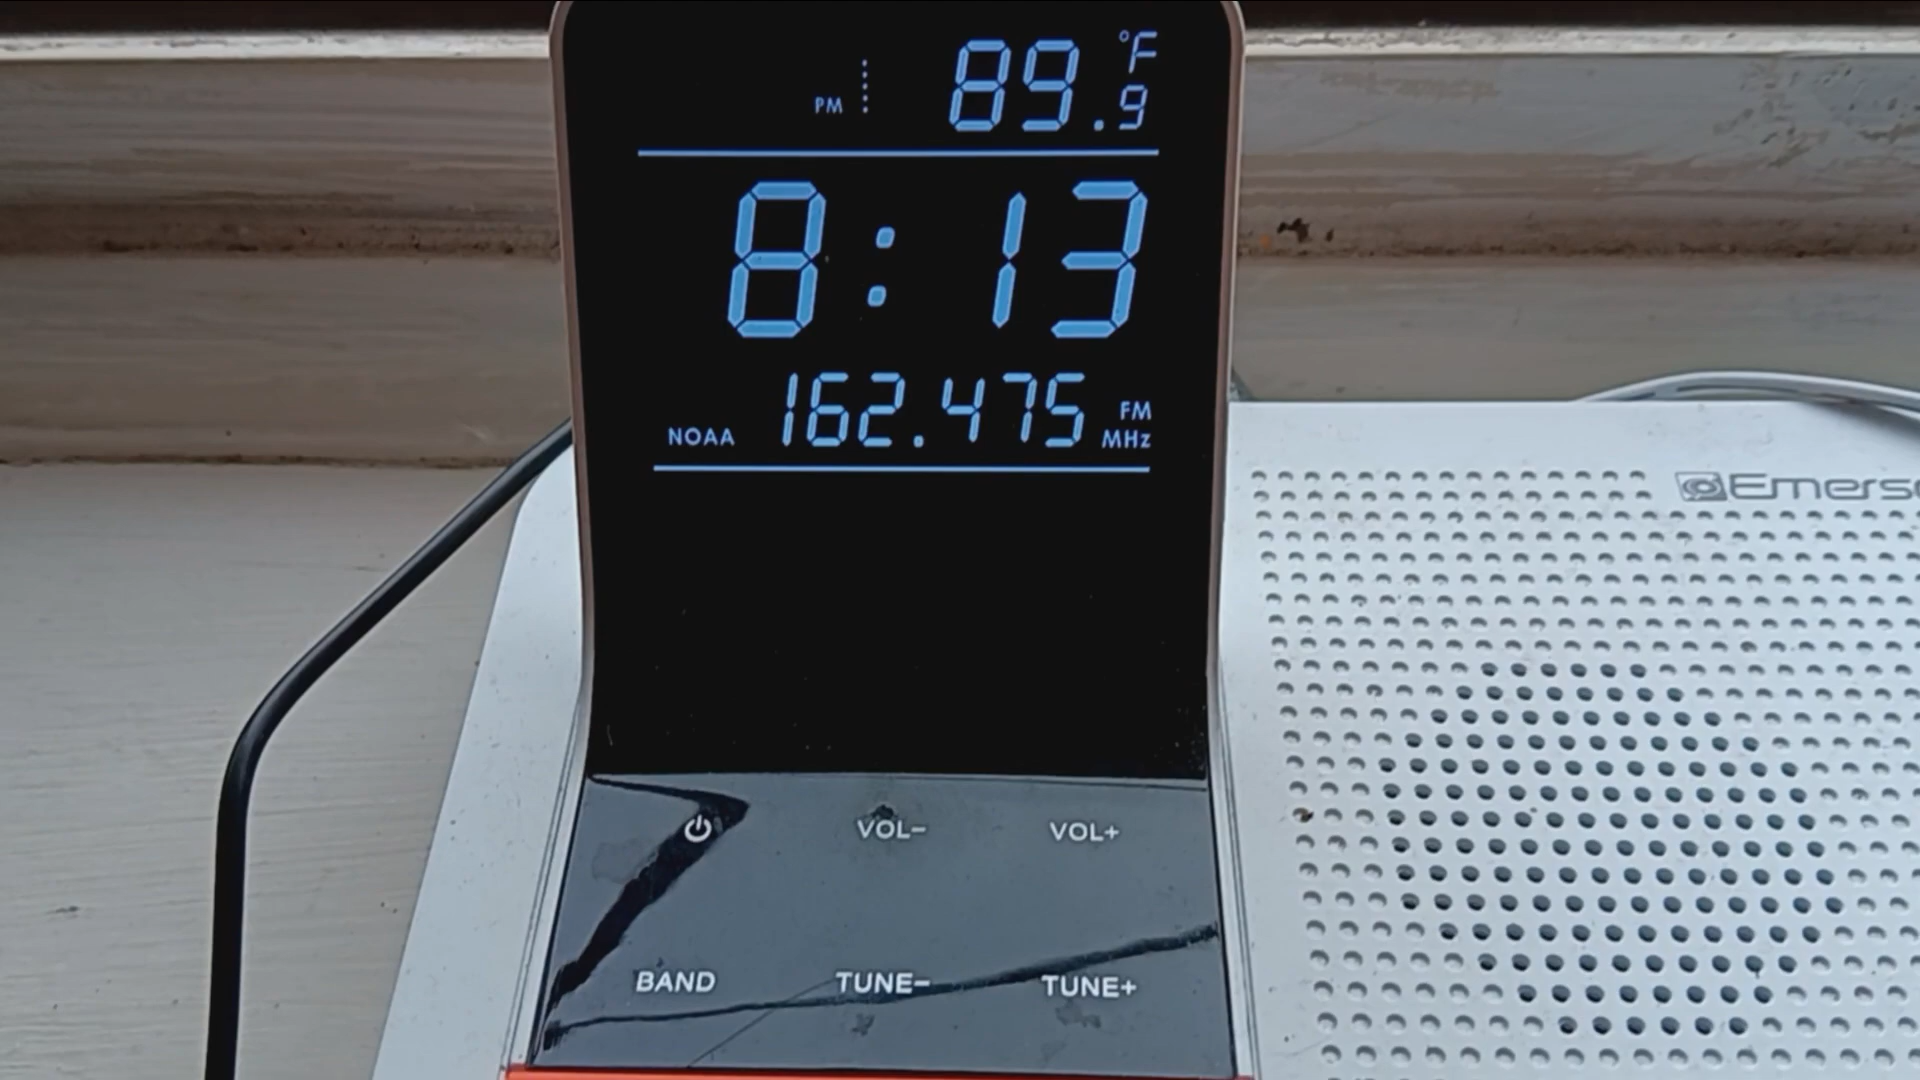 °F
PM 89.9
8:13
NOAA 162.475 FM MHz
Emers
VOL- VOL+
BAND TUNE- TUNE+